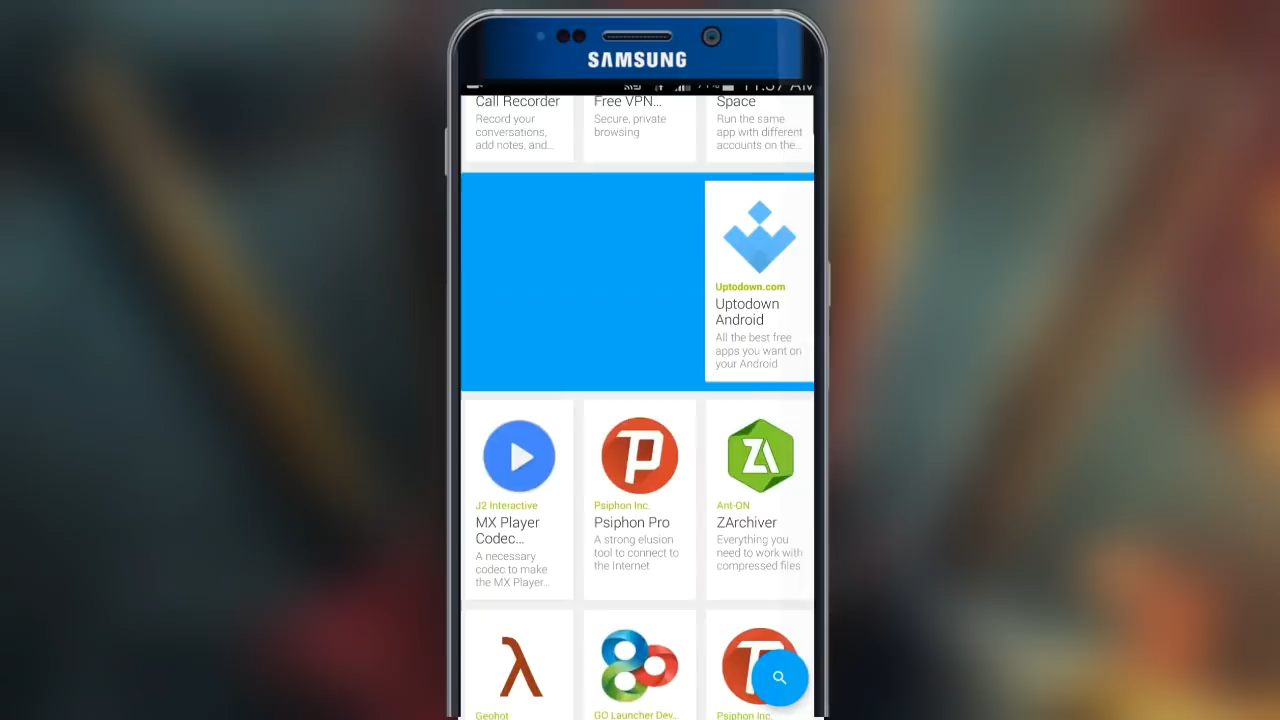 SAMSUNG
Call Recorder
Record your
conversations,
add notes, and...
Free VPN...
Secure, private
browsing
Space
Run the same
app with different
accounts on the...
Uptodown.com
Uptodown
Android
All the best free
apps you want on
your Android
J2 Interactive
MX Player
Codec...
A necessary
codec to make
the MX Player...
Psiphon Inc.
Psiphon Pro
A strong elusion
tool to connect to
the Internet
ZA
Ant-ON
ZArchiver
Everything you
need to work with
compressed files
λ
Geohot
GO Launcher Dev...
Psiphon Inc.